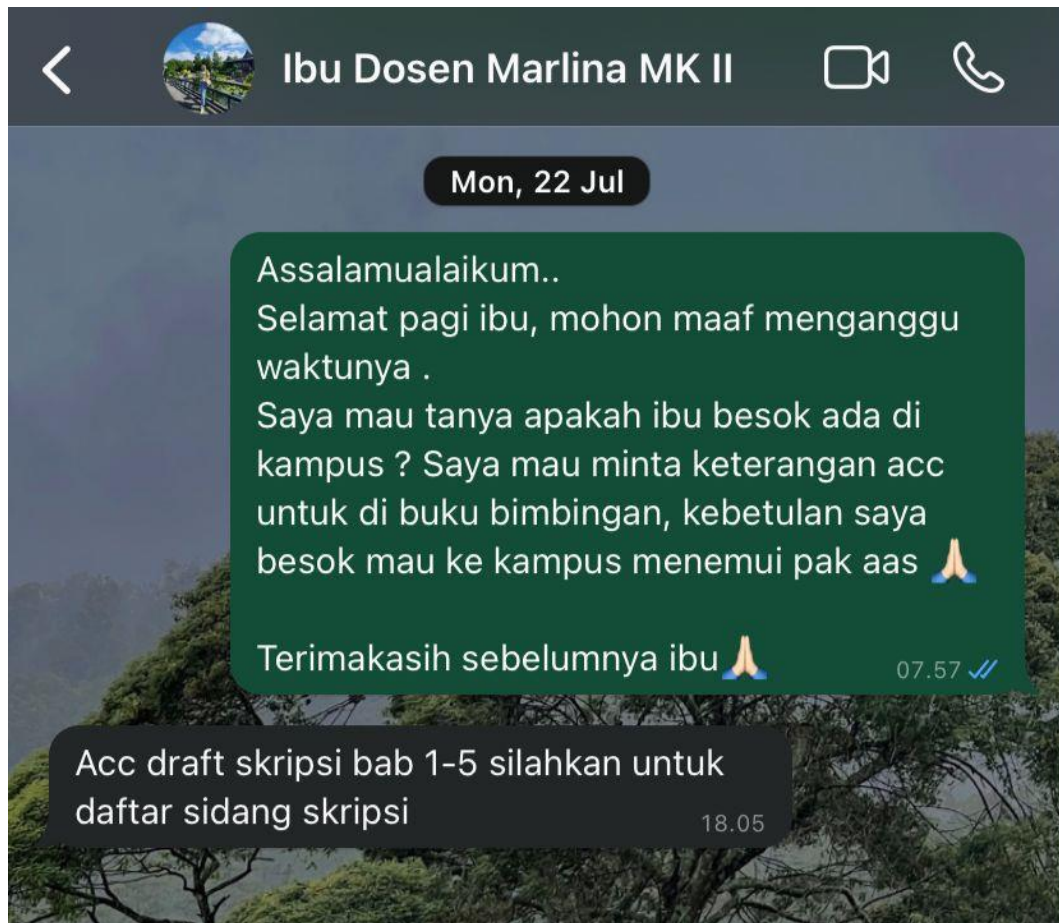 Ibu Dosen Marlina MK II
Mon, 22 Jul
Assalamualaikum..
Selamat pagi ibu, mohon maaf menganggu
waktunya .
Saya mau tanya apakah ibu besok ada di
kampus ? Saya mau minta keterangan acc
untuk di buku bimbingan, kebetulan saya
besok mau ke kampus menemui pak aas 🙏🏻
Terimakasih sebelumnya ibu🙏🏻
07.57
Acc draft skripsi bab 1-5 silahkan untuk
daftar sidang skripsi
18.05